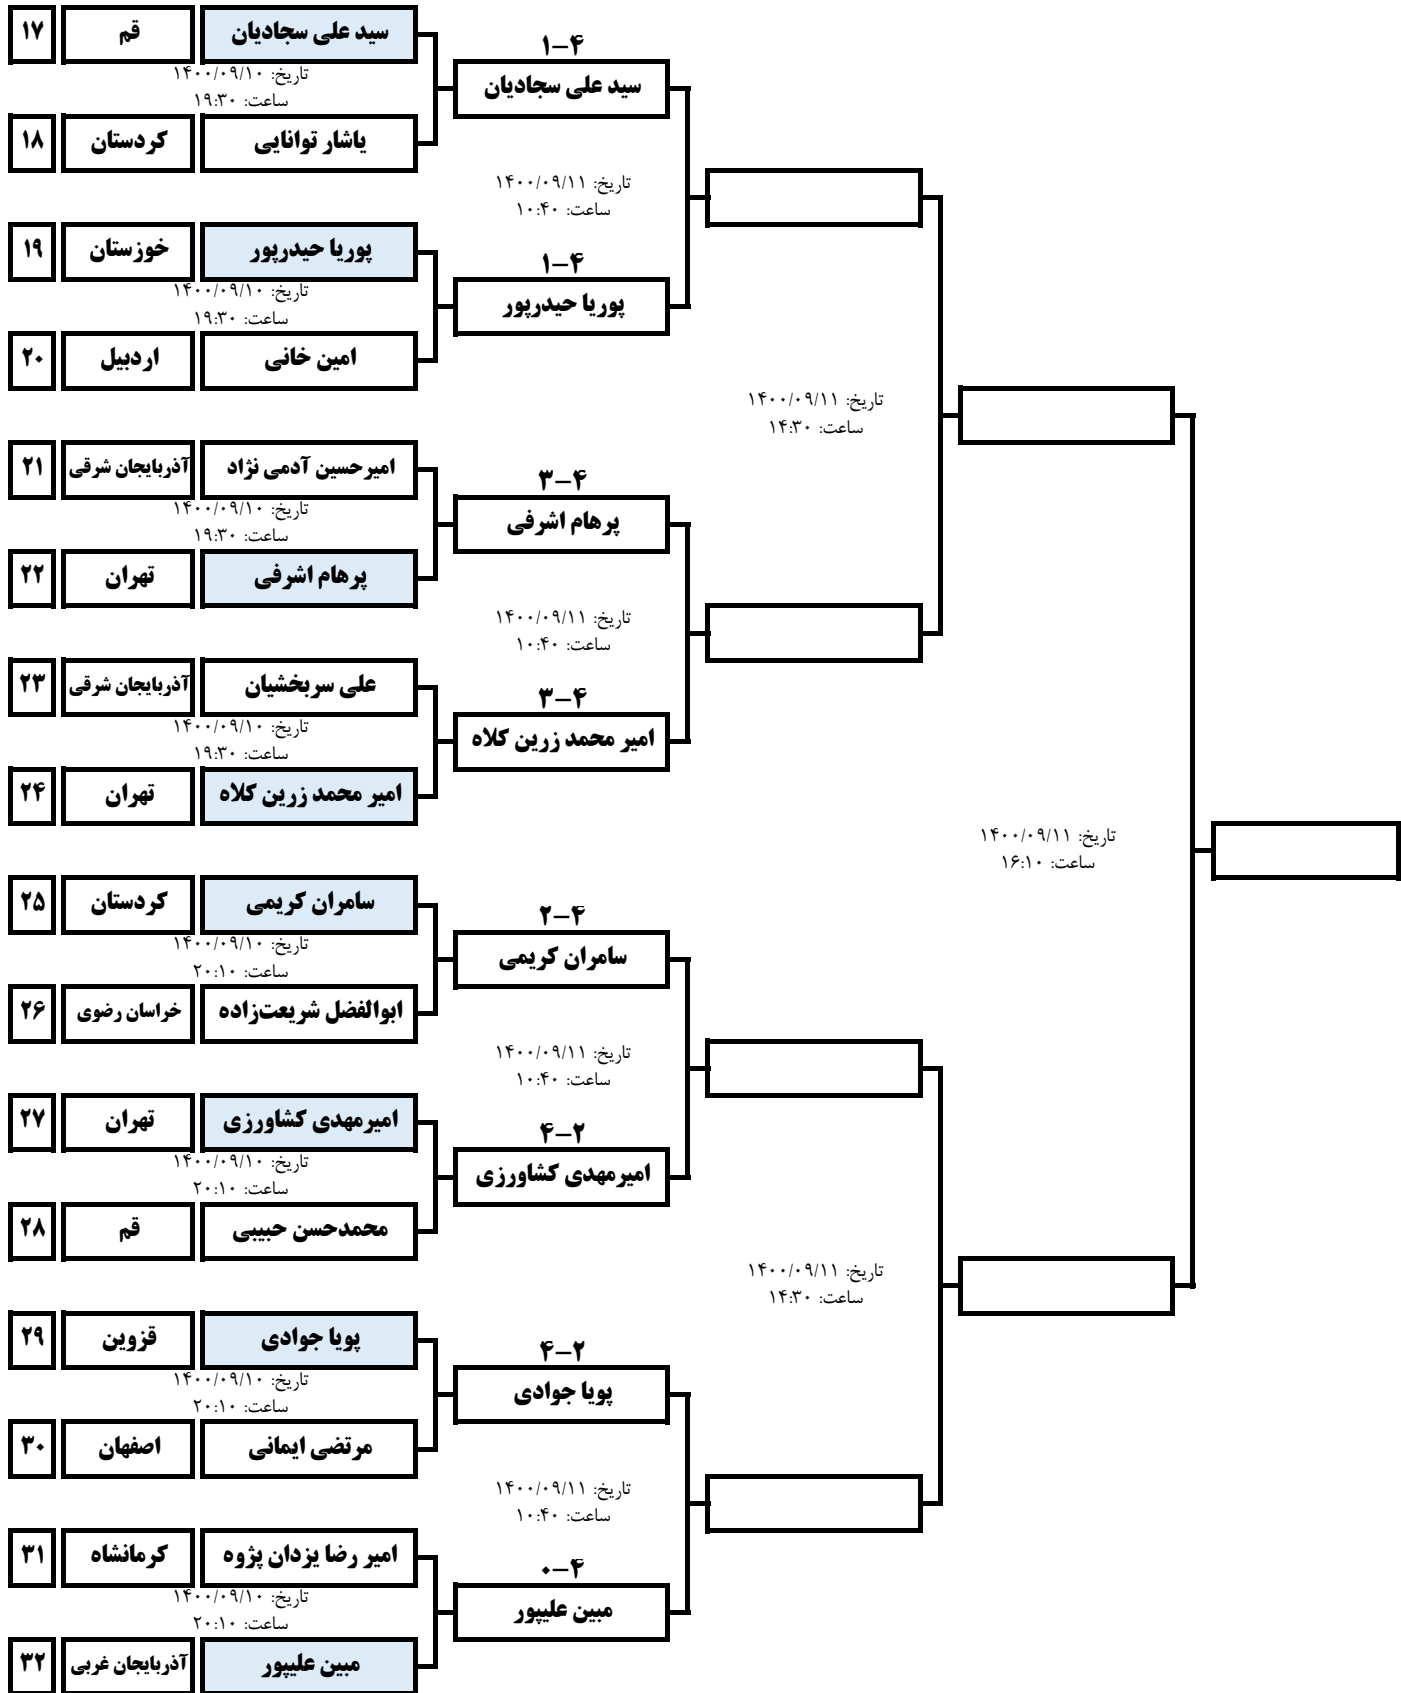 ۱۷ قم سید علی سجادیان
تاریخ: ۱۴۰۰/۰۹/۱۰
ساعت: ۱۹:۳۰
۱۸ کردستان یاشار توانایی
۱-۴
سید علی سجادیان
تاریخ: ۱۴۰۰/۰۹/۱۱
ساعت: ۱۰:۴۰
۱۹ خوزستان پوریا حیدرپور
تاریخ: ۱۴۰۰/۰۹/۱۰
ساعت: ۱۹:۳۰
۲۰ اردبیل امین خانی
۱-۴
پوریا حیدرپور
تاریخ: ۱۴۰۰/۰۹/۱۱
ساعت: ۱۴:۳۰
۲۱ آذربایجان شرقی امیرحسین آدمی نژاد
تاریخ: ۱۴۰۰/۰۹/۱۰
ساعت: ۱۹:۳۰
۲۲ تهران پرهام اشرفی
۳-۴
پرهام اشرفی
تاریخ: ۱۴۰۰/۰۹/۱۱
ساعت: ۱۰:۴۰
۲۳ آذربایجان شرقی علی سربخشیان
تاریخ: ۱۴۰۰/۰۹/۱۰
ساعت: ۱۹:۳۰
۲۴ تهران امیر محمد زرین کلاه
۳-۴
امیر محمد زرین کلاه
تاریخ: ۱۴۰۰/۰۹/۱۱
ساعت: ۱۶:۱۰
۲۵ کردستان سامران کریمی
تاریخ: ۱۴۰۰/۰۹/۱۰
ساعت: ۲۰:۱۰
۲۶ خراسان رضوی ابوالفضل شریعت‌زاده
۲-۴
سامران کریمی
تاریخ: ۱۴۰۰/۰۹/۱۱
ساعت: ۱۰:۴۰
۲۷ تهران امیرمهدی کشاورزی
تاریخ: ۱۴۰۰/۰۹/۱۰
ساعت: ۲۰:۱۰
۲۸ قم محمدحسن حبیبی
۴-۲
امیرمهدی کشاورزی
تاریخ: ۱۴۰۰/۰۹/۱۱
ساعت: ۱۴:۳۰
۲۹ قزوین پویا جوادی
تاریخ: ۱۴۰۰/۰۹/۱۰
ساعت: ۲۰:۱۰
۳۰ اصفهان مرتضی ایمانی
۴-۲
پویا جوادی
تاریخ: ۱۴۰۰/۰۹/۱۱
ساعت: ۱۰:۴۰
۳۱ کرمانشاه امیر رضا یزدان پژوه
تاریخ: ۱۴۰۰/۰۹/۱۰
ساعت: ۲۰:۱۰
۳۲ آذربایجان غربی مبین علیپور
۰-۴
مبین علیپور